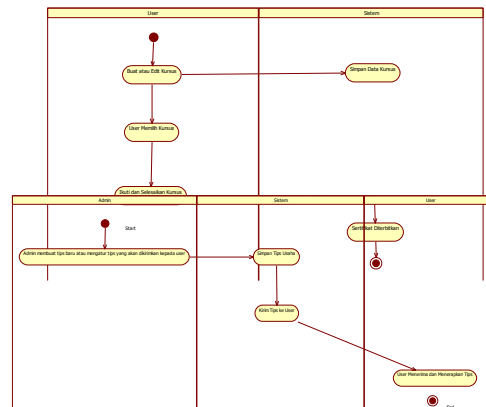 User
Sistem
Buat atau Edit Kursus
Simpan Data Kursus
User Memilih Kursus
Ikuti dan Selesaikan Kursus
Admin
Sistem
User
Start
Sertifikat Diterbitkan
Admin membuat tips baru atau mengatur tips yang akan dikirimkan kepada user
Simpan Tips Usaha
Kirim Tips ke User
User Menerima dan Menerapkan Tips
End